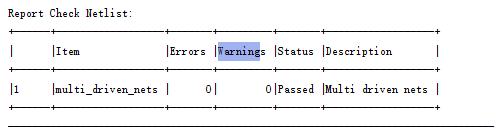 Report Check Netlist:
+------+------------------+-------+---------+-------+------------------+
|      |Item              |Errors |Warnings |Status |Description       |
+------+------------------+-------+---------+-------+------------------+
|1     |multi_driven_nets |      0|        0|Passed |Multi driven nets |
+------+------------------+-------+---------+-------+------------------+